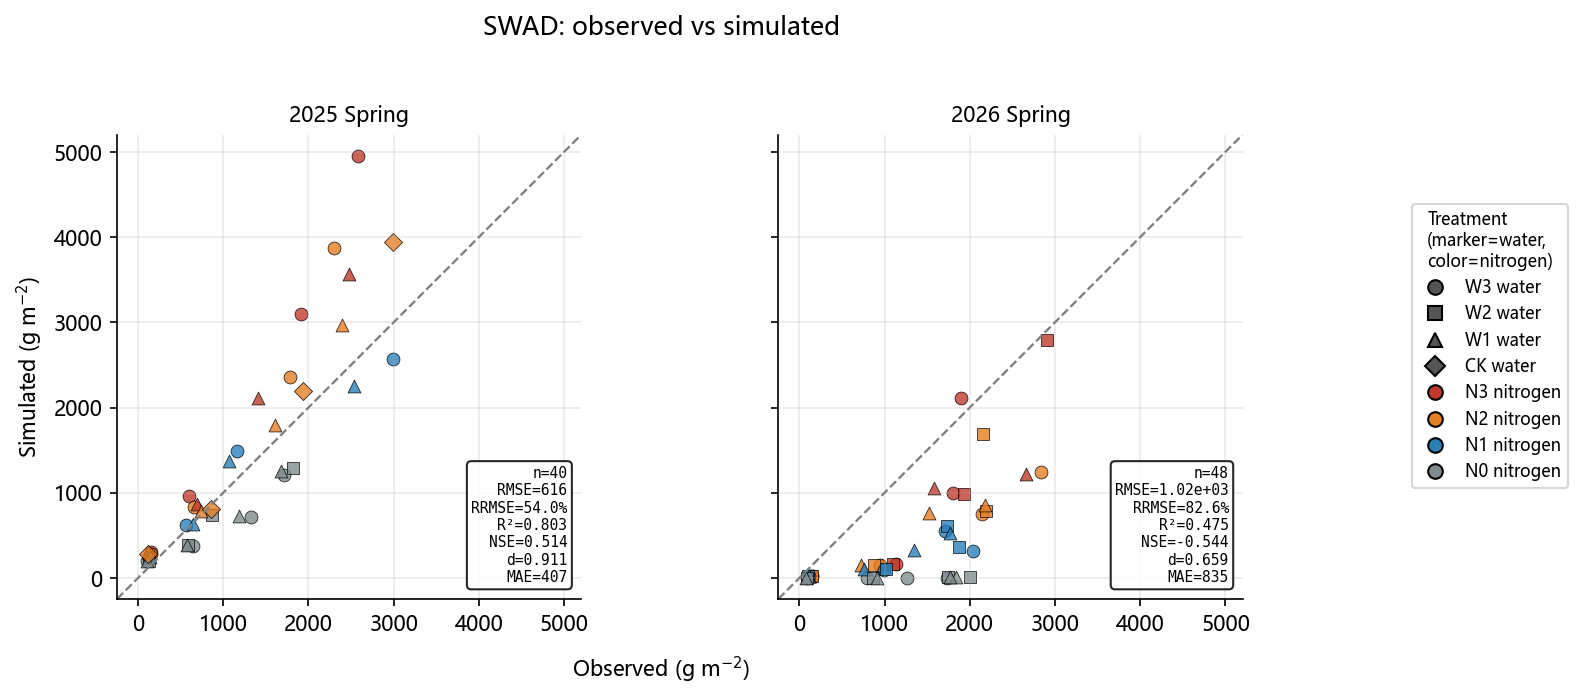 SWAD: observed vs simulated
2025 Spring
2026 Spring
Simulated (g m⁻²)
5000
4000
3000
2000
1000
0
0 1000 2000 3000 4000 5000
n=40
RMSE=616
RRMSE=54.0%
R²=0.803
NSE=0.514
d=0.911
MAE=407
0 1000 2000 3000 4000 5000
n=48
RMSE=1.02e+03
RRMSE=82.6%
R²=0.475
NSE=-0.544
d=0.659
MAE=835
Observed (g m⁻²)
Treatment
(marker=water,
color=nitrogen)
W3 water
W2 water
W1 water
CK water
N3 nitrogen
N2 nitrogen
N1 nitrogen
N0 nitrogen